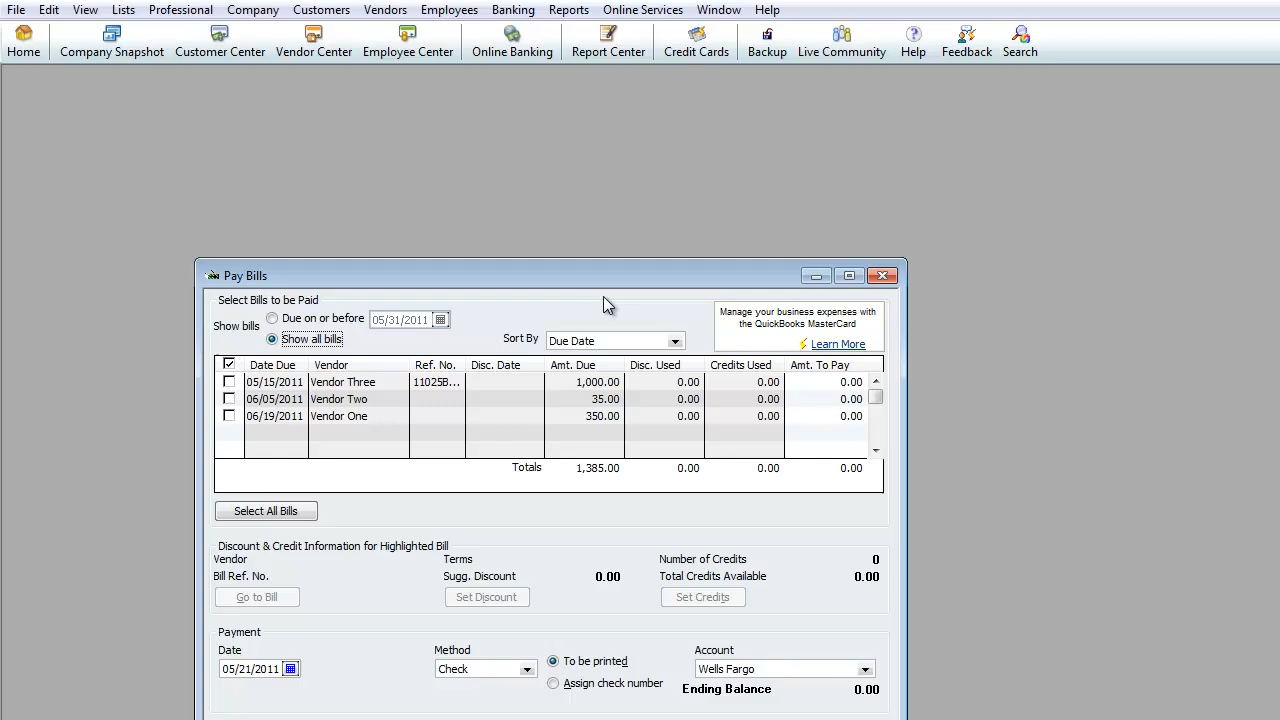 File Edit View Lists Professional Company Customers Vendors Employees Banking Reports Online Services Window Help
Home Company Snapshot Customer Center Vendor Center Employee Center Online Banking Report Center Credit Cards Backup Live Community Help Feedback Search
Pay Bills
Select Bills to be Paid
Show bills
Due on or before 05/31/2011
Show all bills
Sort By Due Date
Manage your business expenses with
the QuickBooks MasterCard
Learn More
Date Due Vendor Ref. No. Disc. Date Amt. Due Disc. Used Credits Used Amt. To Pay
05/15/2011 Vendor Three 11025B... 1,000.00 0.00 0.00 0.00
06/05/2011 Vendor Two 35.00 0.00 0.00 0.00
06/19/2011 Vendor One 350.00 0.00 0.00 0.00
Totals 1,385.00 0.00 0.00 0.00
Select All Bills
Discount & Credit Information for Highlighted Bill
Vendor Terms Number of Credits 0
Bill Ref. No. Sugg. Discount 0.00 Total Credits Available 0.00
Go to Bill Set Discount Set Credits
Payment
Date Method Account
05/21/2011 Check To be printed Wells Fargo
Assign check number Ending Balance 0.00